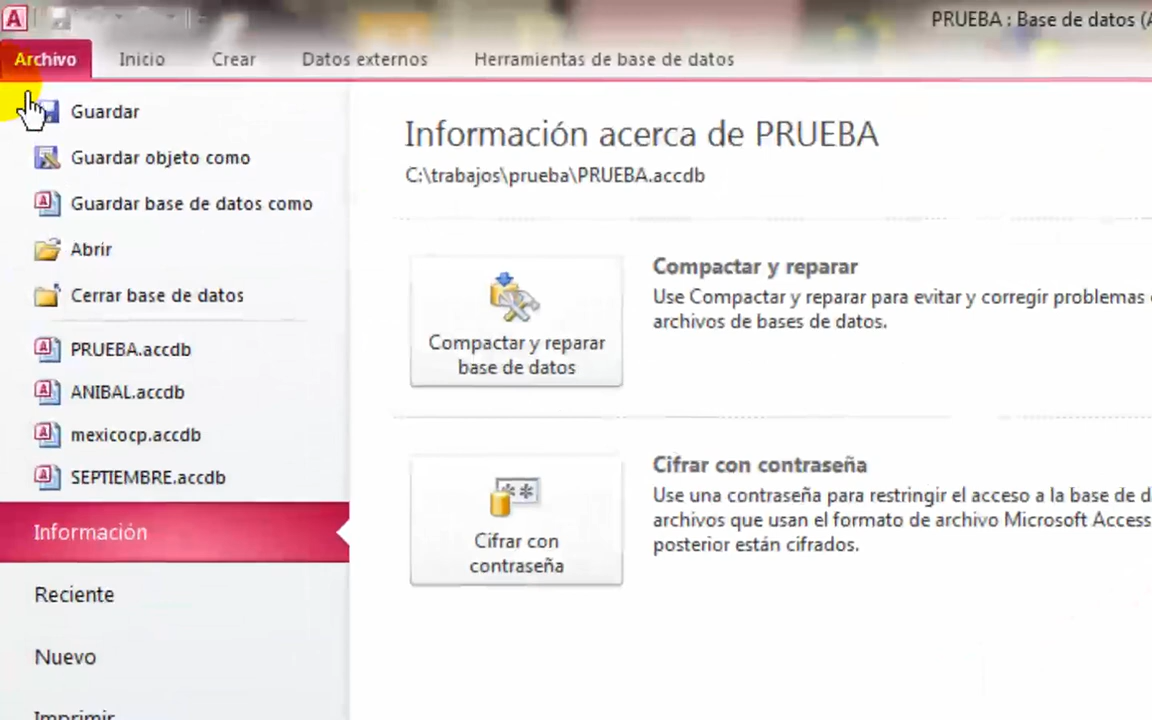 PRUEBA : Base de datos (A
Archivo
Inicio
Crear
Datos externos
Herramientas de base de datos
Guardar
Guardar objeto como
Guardar base de datos como
Abrir
Cerrar base de datos
PRUEBA.accdb
ANIBAL.accdb
mexicocp.accdb
SEPTIEMBRE.accdb
Información
Reciente
Nuevo
Imprimir
Información acerca de PRUEBA
C:\trabajos\prueba\PRUEBA.accdb
Compactar y reparar
base de datos
Compactar y reparar
Use Compactar y reparar para evitar y corregir problemas
archivos de bases de datos.
Cifrar con
contraseña
Cifrar con contraseña
Use una contraseña para restringir el acceso a la base de d
archivos que usan el formato de archivo Microsoft Access
posterior están cifrados.